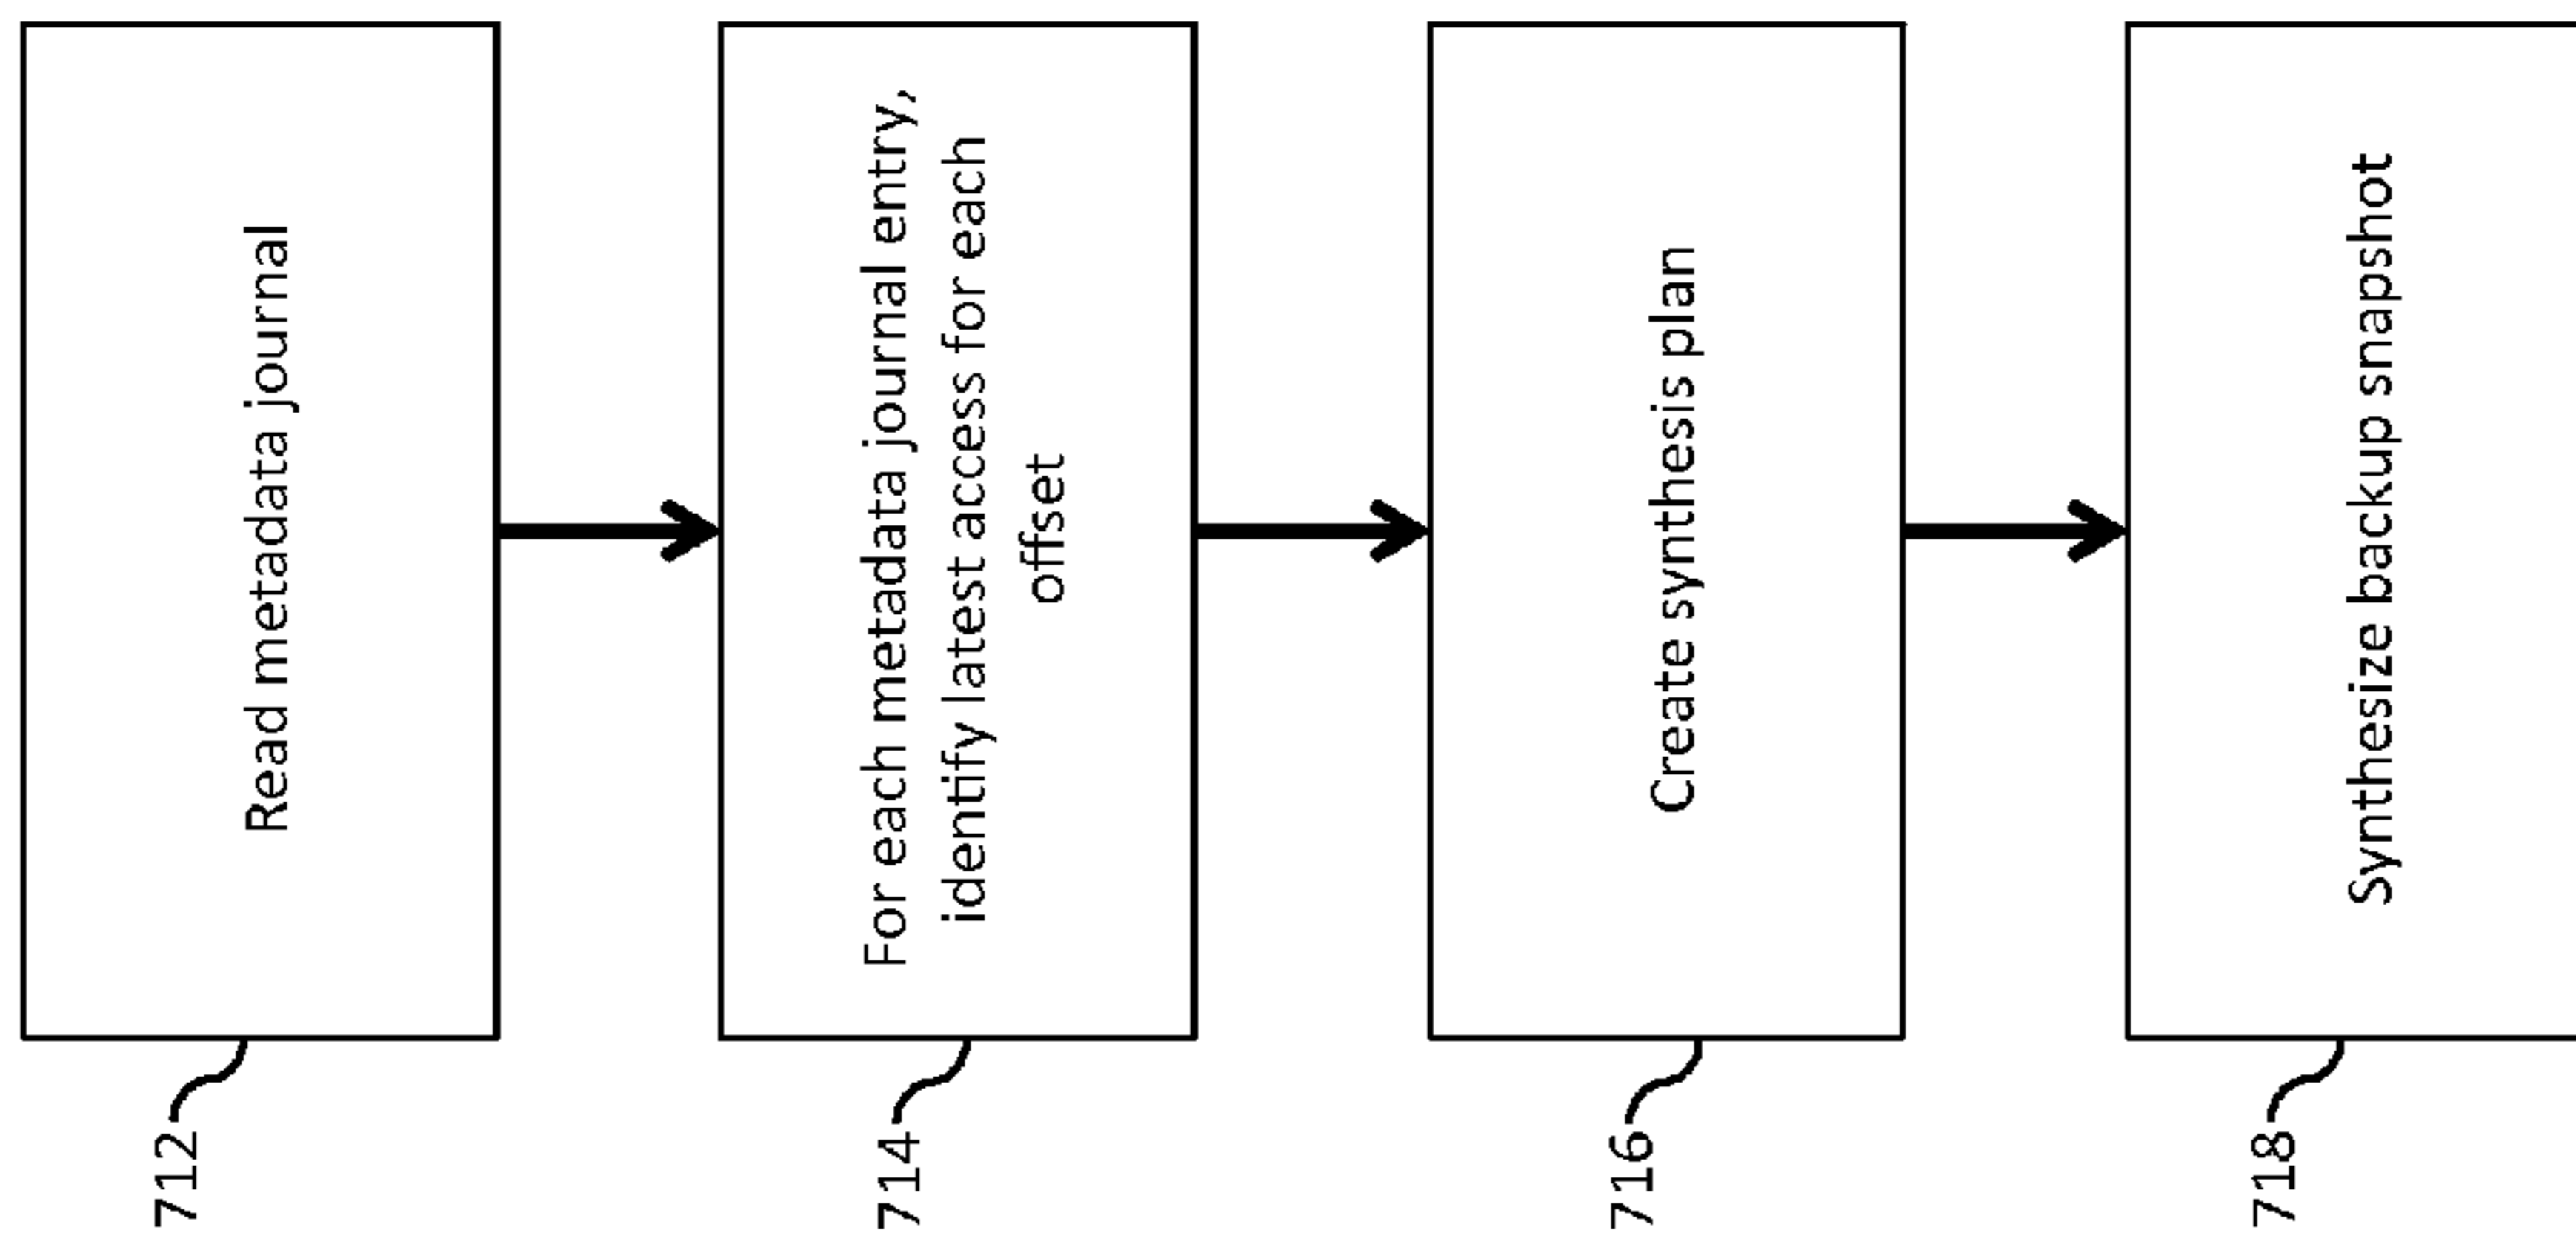 712
Read metadata journal
714
For each metadata journal entry,
identify latest access for each
offset
716
Create synthesis plan
718
Synthesize backup snapshot